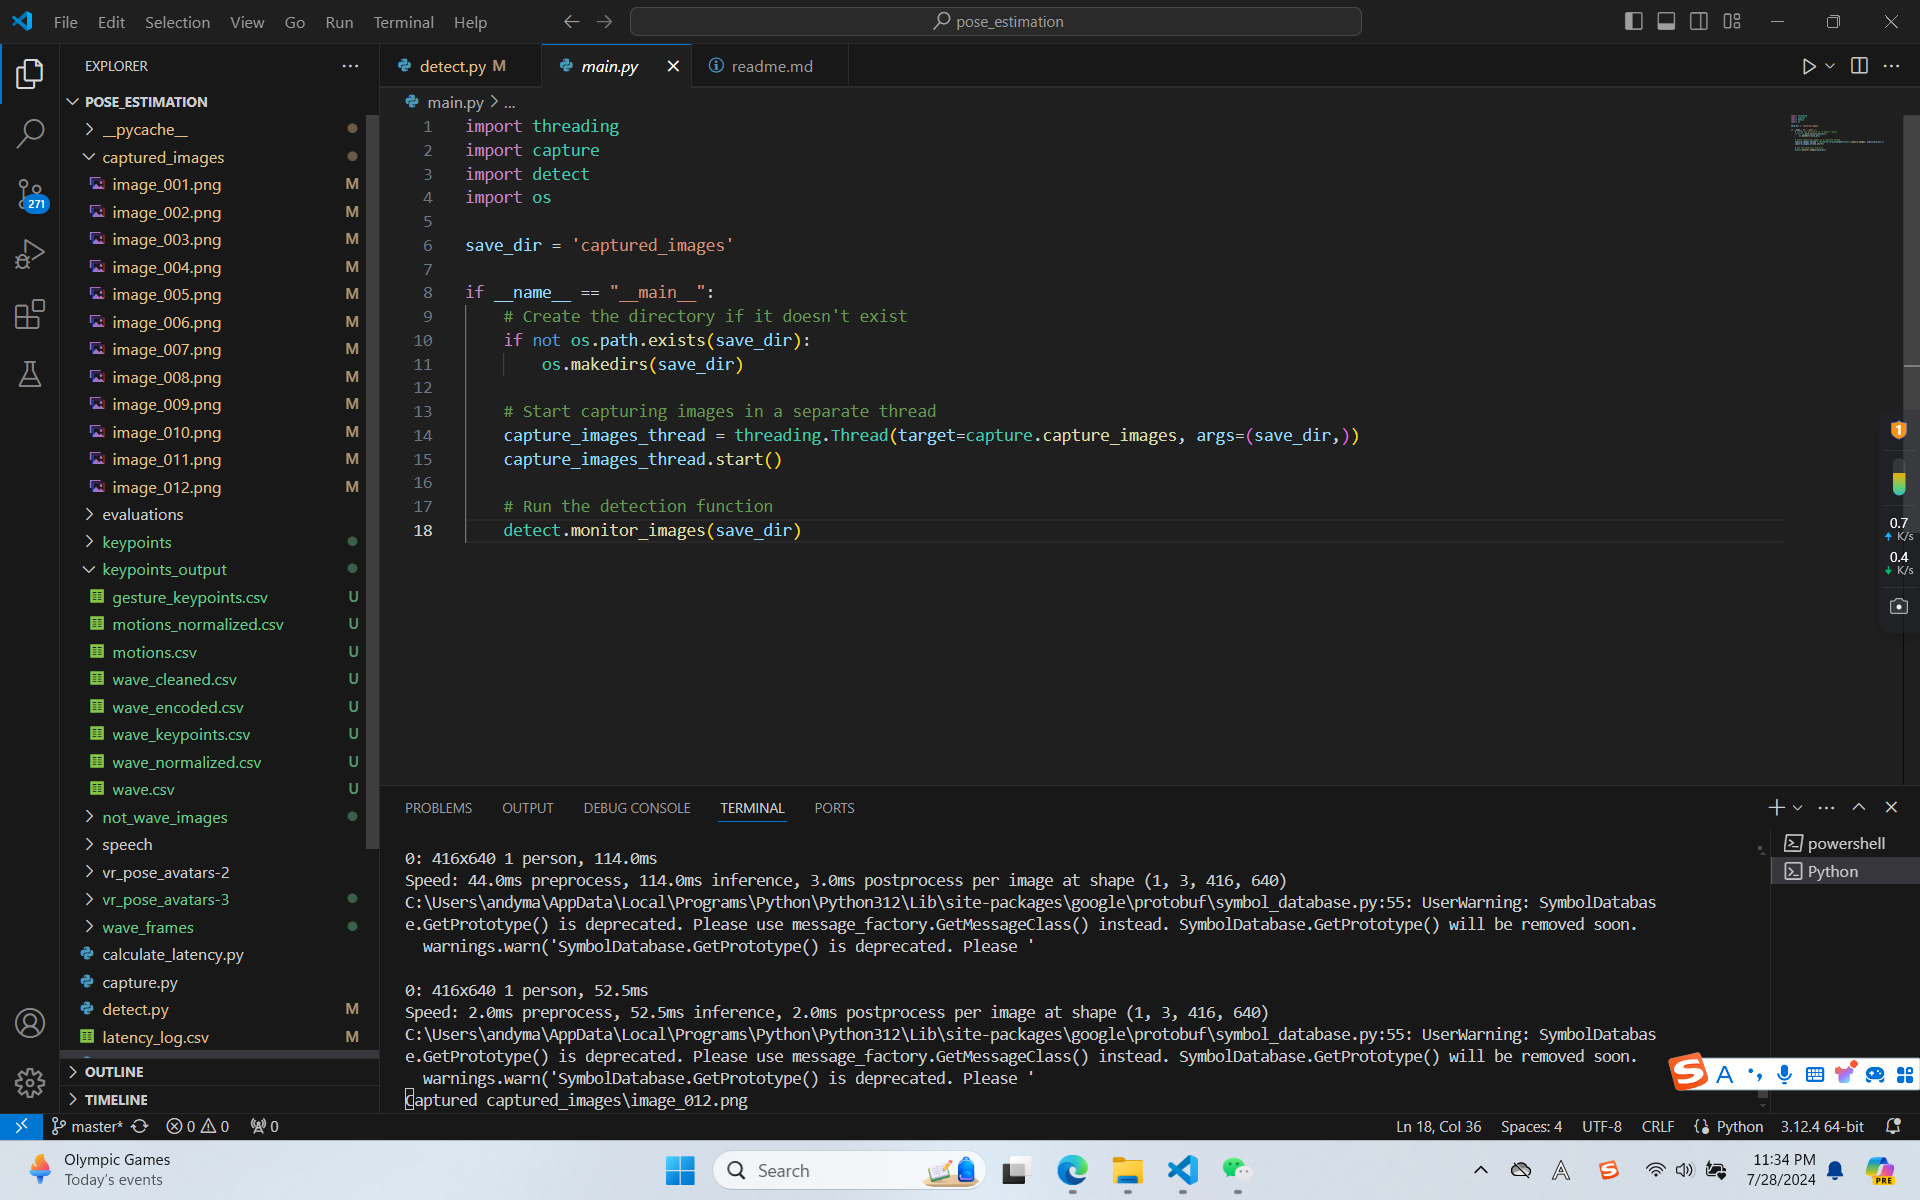 File Edit Selection View Go Run Terminal Help
pose_estimation
EXPLORER
POSE_ESTIMATION
__pycache__
captured_images
image_001.png M
image_002.png M
image_003.png M
image_004.png M
image_005.png M
image_006.png M
image_007.png M
image_008.png M
image_009.png M
image_010.png M
image_011.png M
image_012.png M
evaluations
keypoints
keypoints_output
gesture_keypoints.csv U
motions_normalized.csv U
motions.csv U
wave_cleaned.csv U
wave_encoded.csv U
wave_keypoints.csv U
wave_normalized.csv U
wave.csv U
not_wave_images
speech
vr_pose_avatars-2
vr_pose_avatars-3
wave_frames
calculate_latency.py
capture.py
detect.py M
latency_log.csv M
OUTLINE
TIMELINE
271
detect.py M main.py readme.md
main.py > ...
1 import threading
2 import capture
3 import detect
4 import os
5
6 save_dir = 'captured_images'
7
8 if __name__ == "__main__":
9 # Create the directory if it doesn't exist
10 if not os.path.exists(save_dir):
11 os.makedirs(save_dir)
12
13 # Start capturing images in a separate thread
14 capture_images_thread = threading.Thread(target=capture.capture_images, args=(save_dir,))
15 capture_images_thread.start()
16
17 # Run the detection function
18 detect.monitor_images(save_dir)
1
0.7
K/s
0.4
K/s
PROBLEMS OUTPUT DEBUG CONSOLE TERMINAL PORTS
0: 416x640 1 person, 114.0ms
Speed: 44.0ms preprocess, 114.0ms inference, 3.0ms postprocess per image at shape (1, 3, 416, 640)
C:\Users\andyma\AppData\Local\Programs\Python\Python312\Lib\site-packages\google\protobuf\symbol_database.py:55: UserWarning: SymbolDatabas
e.GetPrototype() is deprecated. Please use message_factory.GetMessageClass() instead. SymbolDatabase.GetPrototype() will be removed soon.
warnings.warn('SymbolDatabase.GetPrototype() is deprecated. Please '
0: 416x640 1 person, 52.5ms
Speed: 2.0ms preprocess, 52.5ms inference, 2.0ms postprocess per image at shape (1, 3, 416, 640)
C:\Users\andyma\AppData\Local\Programs\Python\Python312\Lib\site-packages\google\protobuf\symbol_database.py:55: UserWarning: SymbolDatabas
e.GetPrototype() is deprecated. Please use message_factory.GetMessageClass() instead. SymbolDatabase.GetPrototype() will be removed soon.
warnings.warn('SymbolDatabase.GetPrototype() is deprecated. Please '
Captured captured_images\image_012.png
powershell
Python
master* 0 0 0
Ln 18, Col 36 Spaces: 4 UTF-8 CRLF Python 3.12.4 64-bit
Olympic Games
Today's events
Search
11:34 PM
7/28/2024
PRE